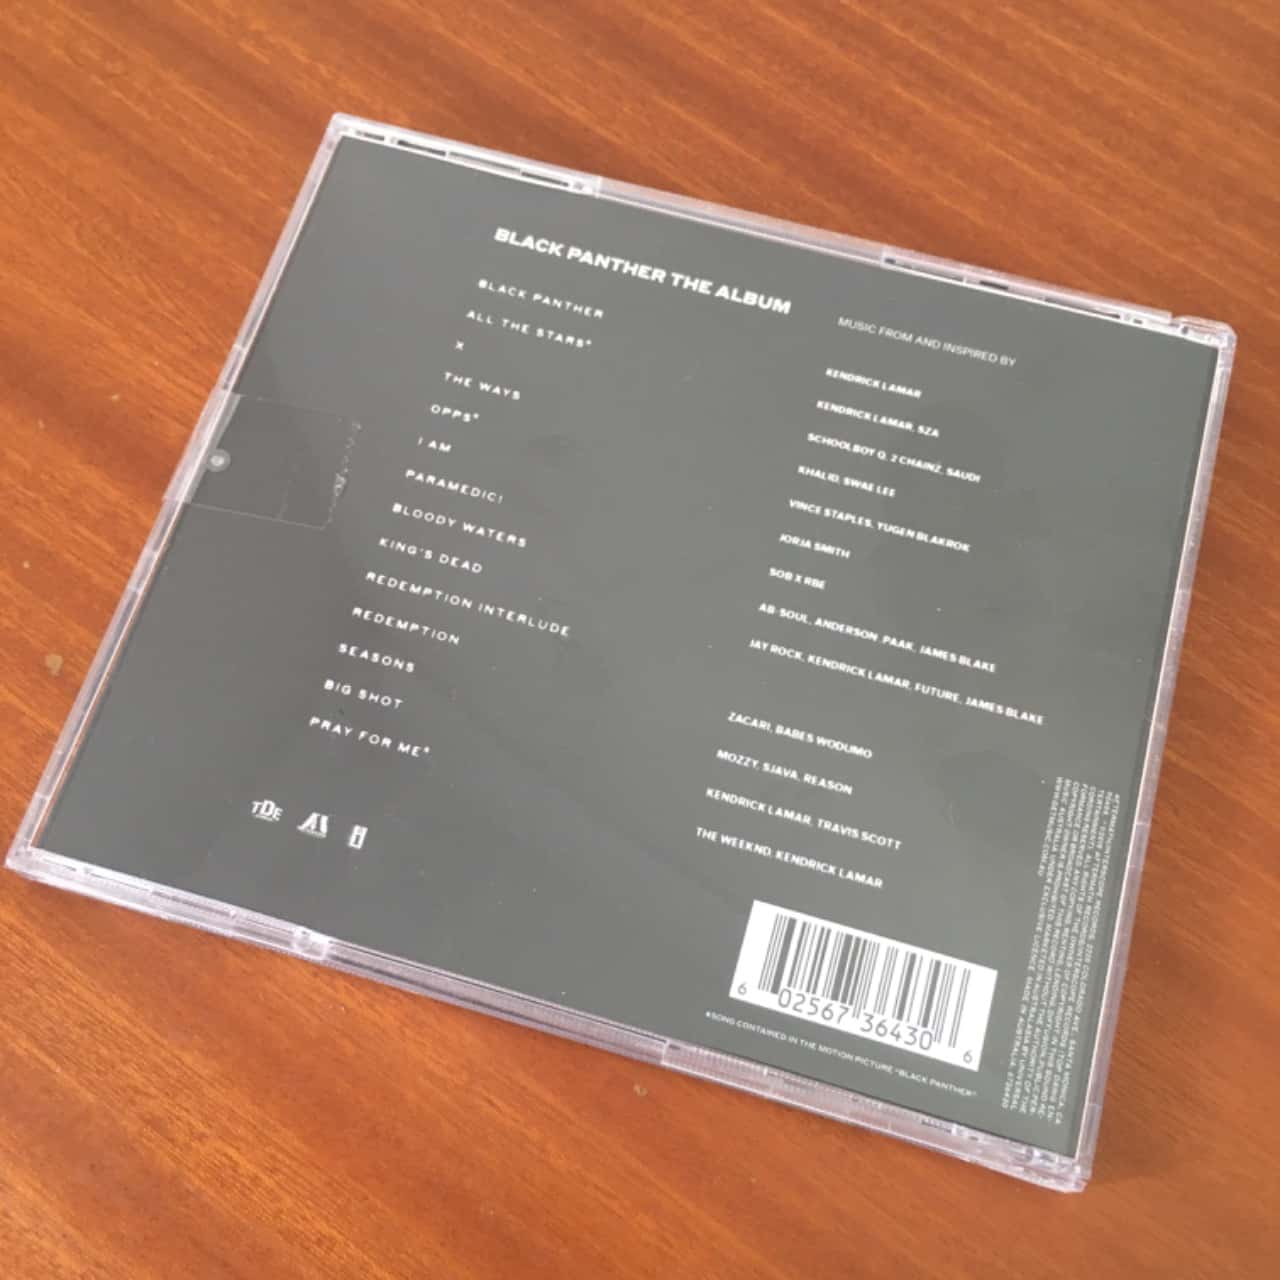 BLACK PANTHER THE ALBUM
MUSIC FROM AND INSPIRED BY
BLACK PANTHER
KENDRICK LAMAR
ALL THE STARS*
KENDRICK LAMAR, SZA
X
SCHOOLBOY Q, 2 CHAINZ, SAUDI
THE WAYS
KHALID, SWAE LEE
OPPS*
VINCE STAPLES, YUGEN BLAKROK
I AM
JORJA SMITH
PARAMEDIC!
SOB X RBE
BLOODY WATERS
AB-SOUL, ANDERSON .PAAK, JAMES BLAKE
KING'S DEAD
JAY ROCK, KENDRICK LAMAR, FUTURE, JAMES BLAKE
REDEMPTION INTERLUDE
REDEMPTION
ZACARI, BABES WODUMO
SEASONS
MOZZY, SJAVA, REASON
BIG SHOT
KENDRICK LAMAR, TRAVIS SCOTT
PRAY FOR ME*
THE WEEKND, KENDRICK LAMAR
TDE
6 02567 36430 6
*SONG CONTAINED IN THE MOTION PICTURE "BLACK PANTHER"